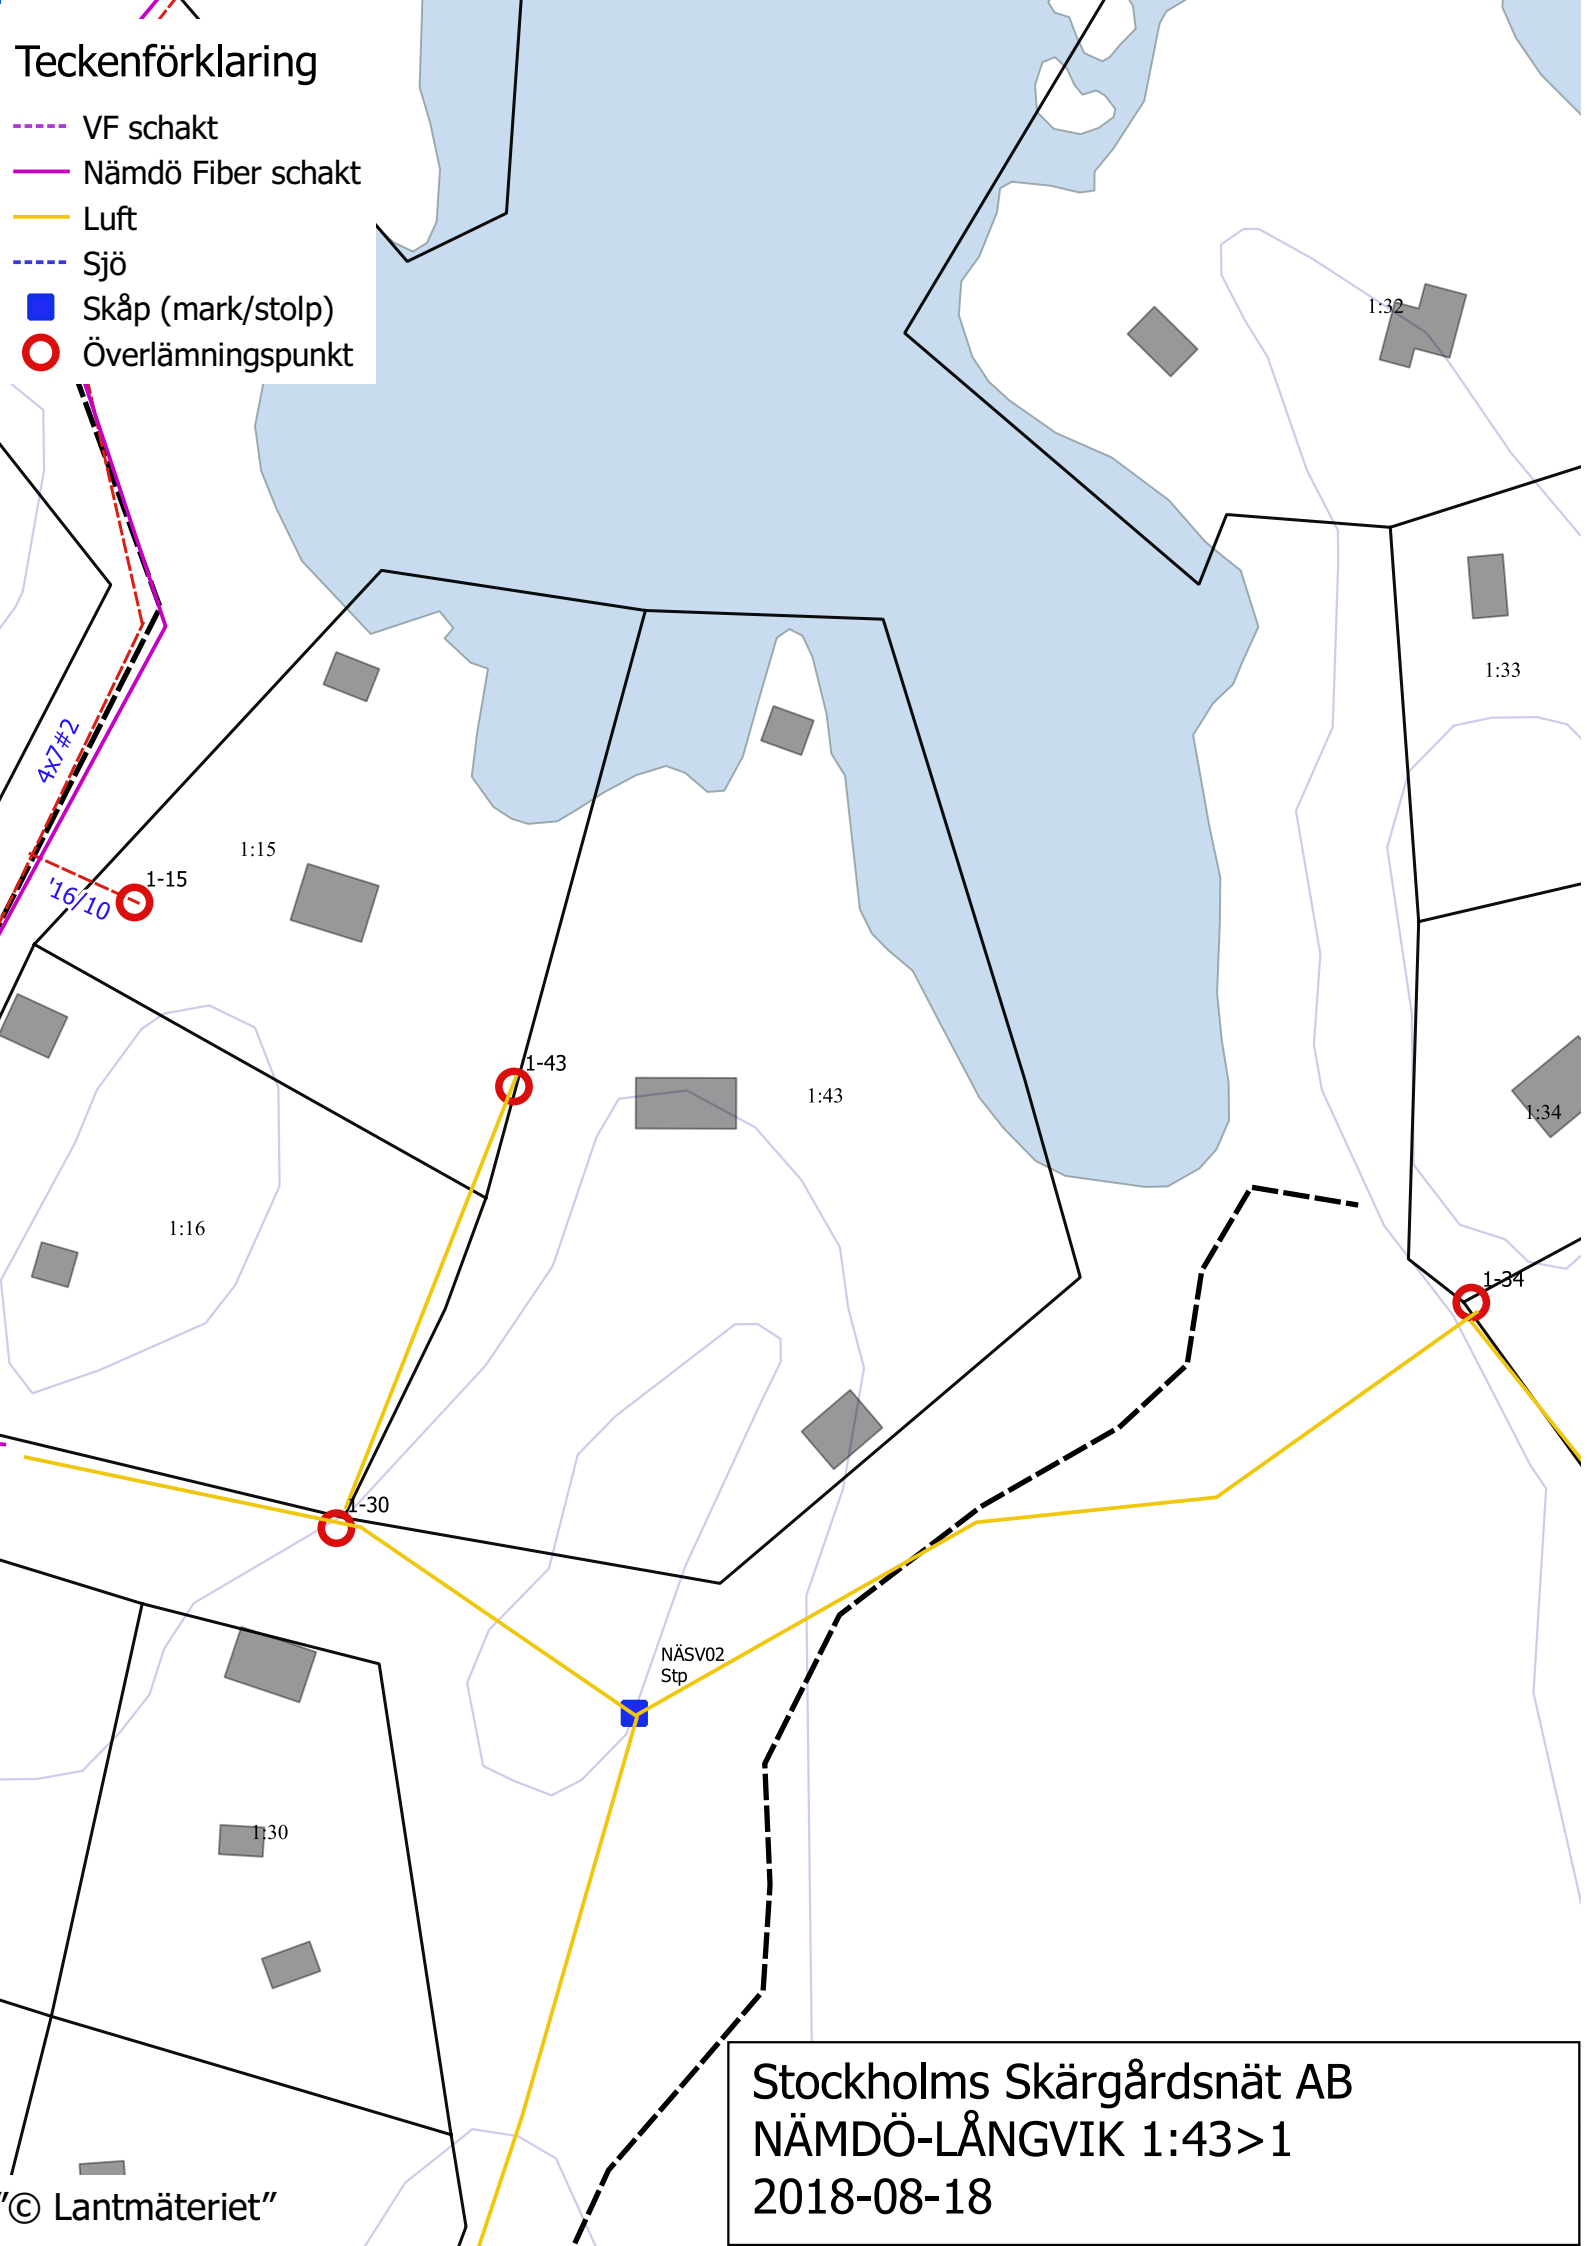 Teckenförklaring
VF schakt
Nämdö Fiber schakt
Luft
Sjö
Skåp (mark/stolp)
Överlämningspunkt
1:32
1:33
4x7#2
1:15
1-15
'16/10
1-43
1:43
1:34
1:16
1-34
1-30
NÄSV02
Stp
1:30
Stockholms Skärgårdsnät AB
NÄMDÖ-LÅNGVIK 1:43>1
2018-08-18
"© Lantmäteriet"